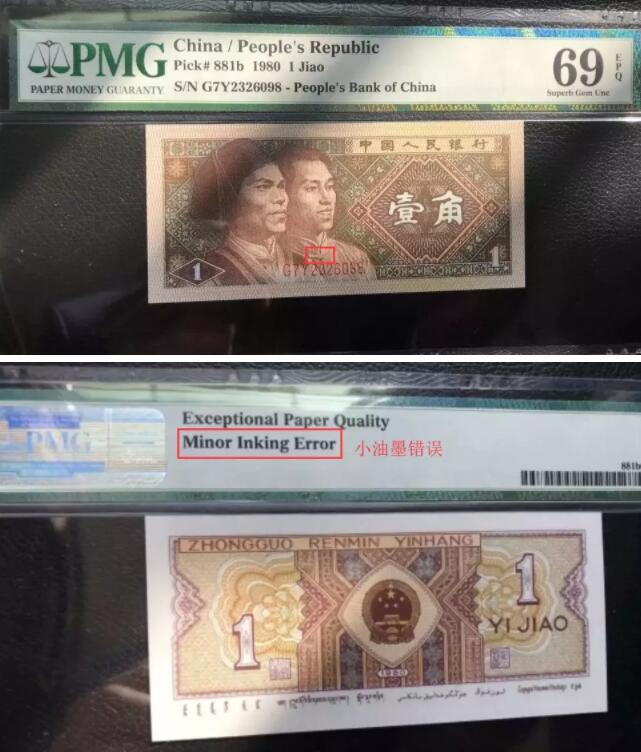 PMG
PAPER MONEY GUARANTY
China / People's Republic
Pick# 881b 1980 1 Jiao
S/N G7Y2326098 - People's Bank of China
69 EPQ
Superb Gem Unc
中国人民银行
壹角
1
1
G7Y2326098
PMG
Exceptional Paper Quality
Minor Inking Error 小油墨错误
881b
ZHONGGUO RENMIN YINHANG
1
1
YI JIAO
1980